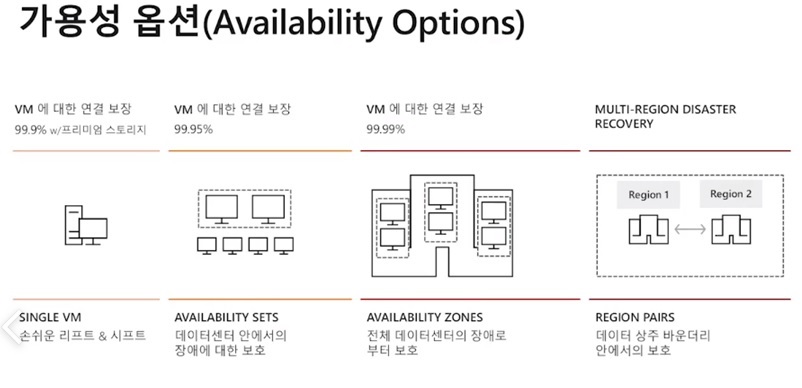 가용성 옵션(Availability Options)
VM 에 대한 연결 보장
99.9% w/프리미엄 스토리지
VM 에 대한 연결 보장
99.95%
VM 에 대한 연결 보장
99.99%
MULTI-REGION DISASTER
RECOVERY
Region 1
Region 2
SINGLE VM
손쉬운 리프트 & 시프트
AVAILABILITY SETS
데이터센터 안에서의
장애에 대한 보호
AVAILABILITY ZONES
전체 데이터센터의 장애로
부터 보호
REGION PAIRS
데이터 상주 바운더리
안에서의 보호